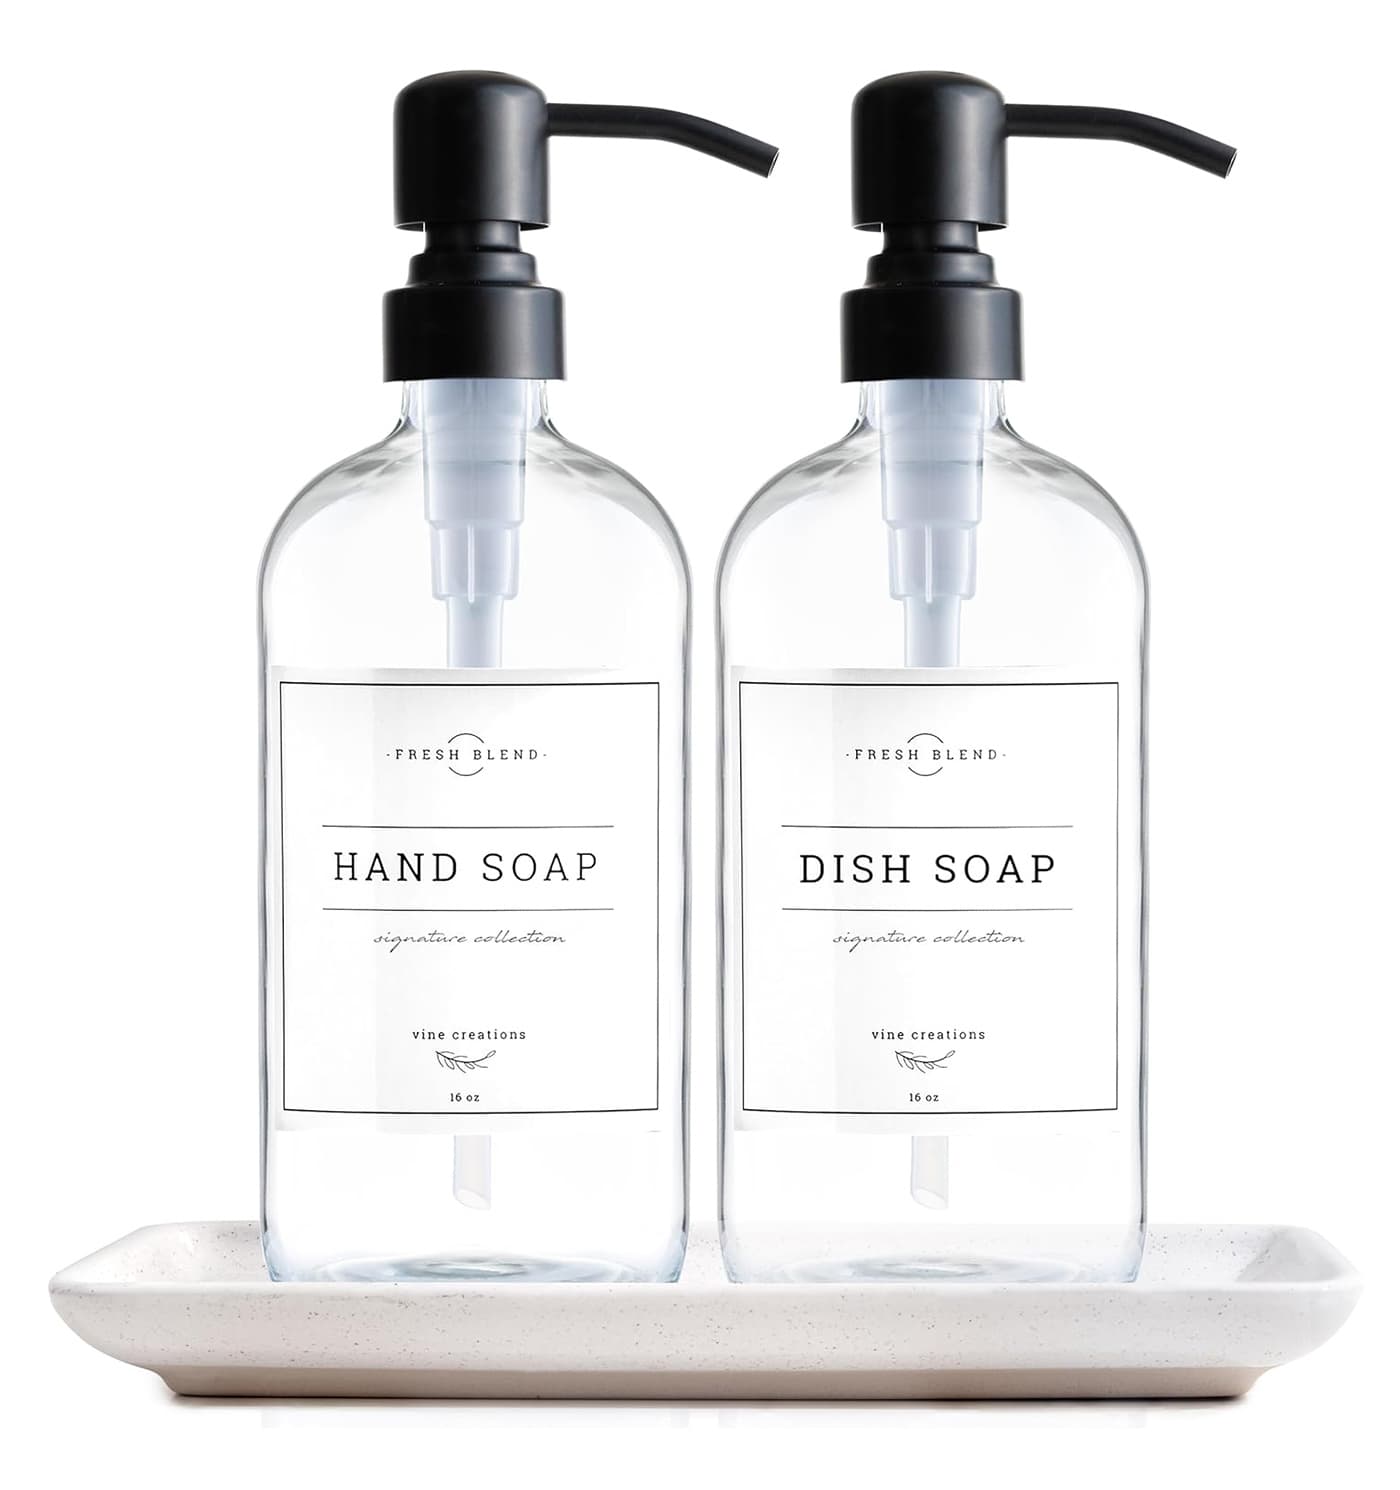 -FRESH BLEND-
HAND SOAP
signature collection
vine creations
16 oz
-FRESH BLEND-
DISH SOAP
signature collection
vine creations
16 oz